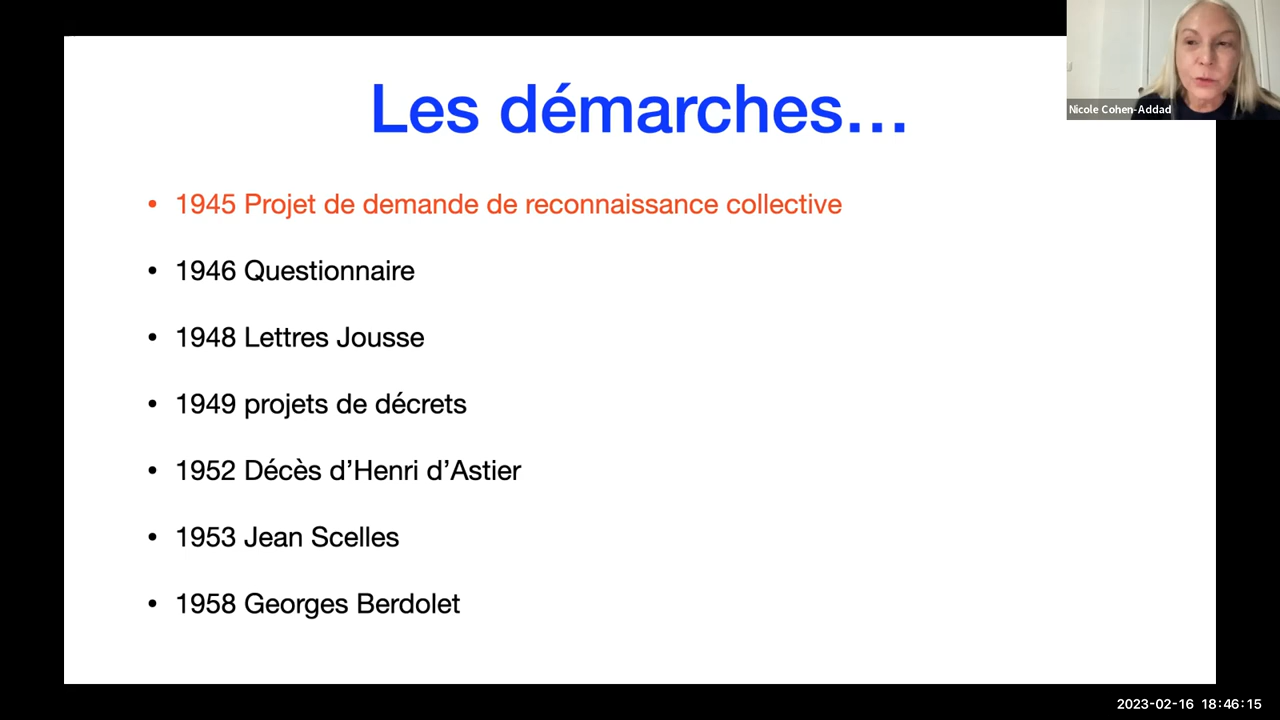 Les démarches…
Nicole Cohen-Addad
• 1945 Projet de demande de reconnaissance collective
• 1946 Questionnaire
• 1948 Lettres Jousse
• 1949 projets de décrets
• 1952 Décès d’Henri d’Astier
• 1953 Jean Scelles
• 1958 Georges Berdolet
2023-02-16 18:46:15